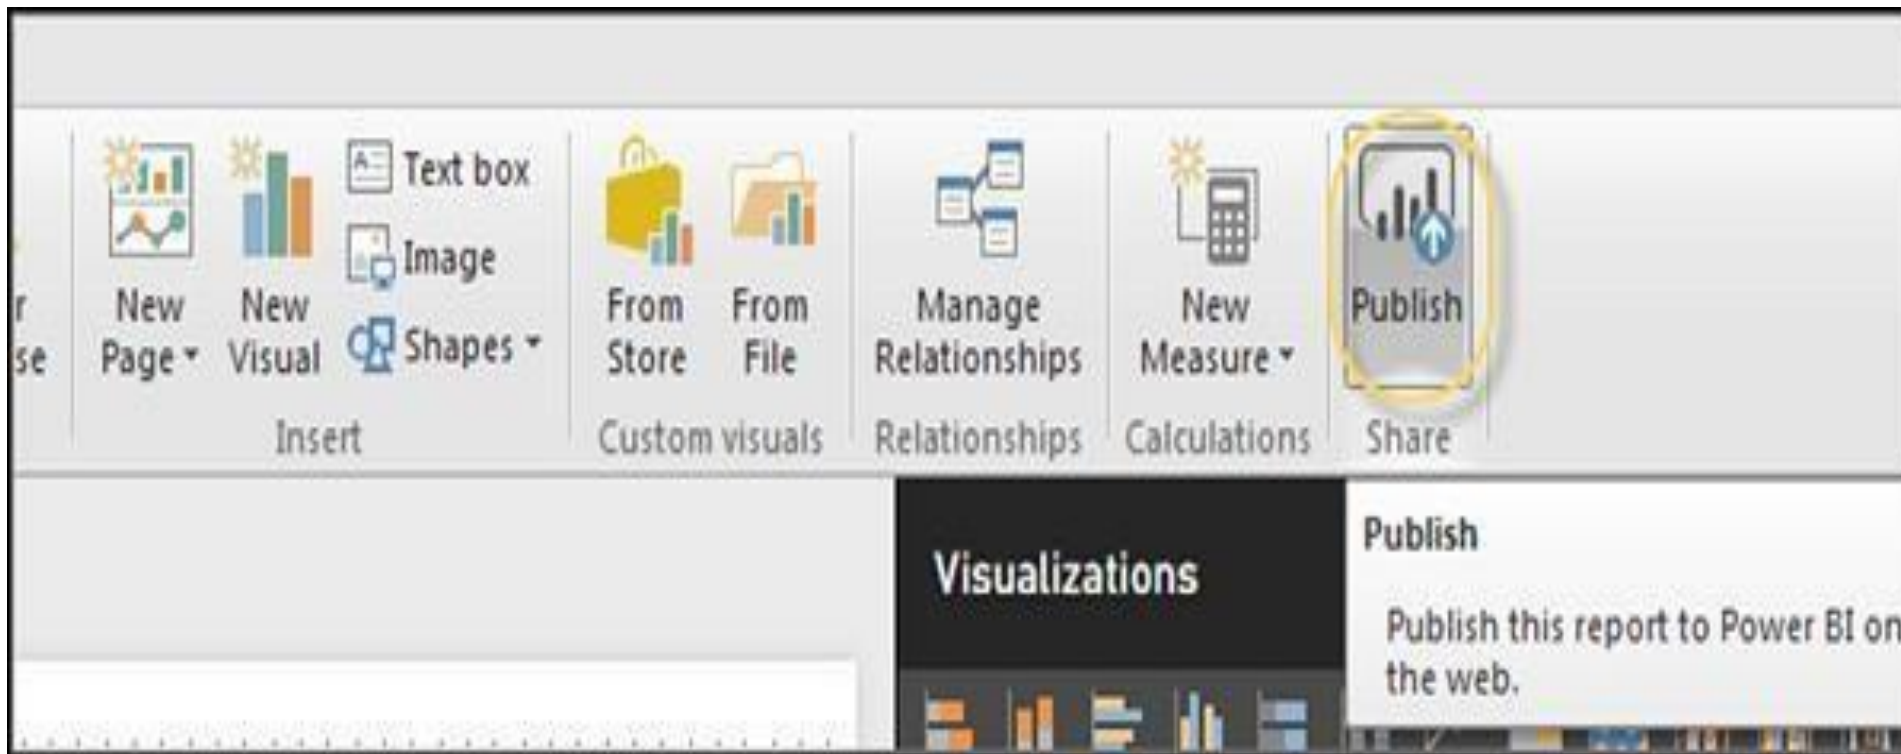 r
se
New
Page
New
Visual
Text box
Image
Shapes
Insert
From
Store
From
File
Custom visuals
Manage
Relationships
Relationships
New
Measure
Calculations
Publish
Share
Visualizations
Publish
Publish this report to Power BI on
the web.